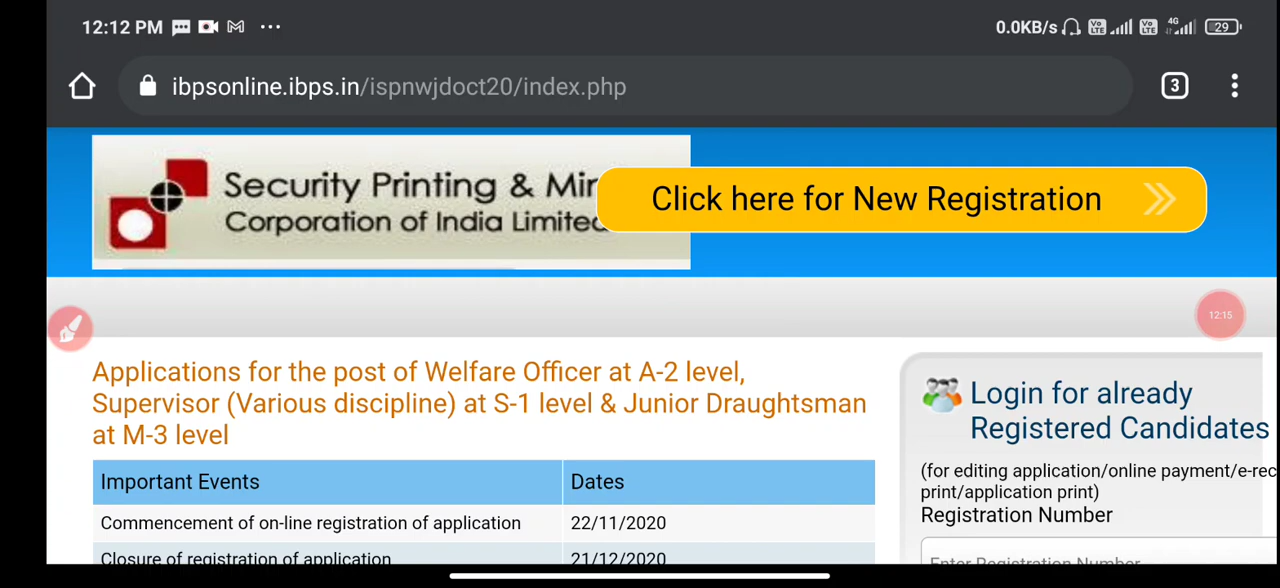 12:12 PM
0.0KB/s 4G 29
ibpsonline.ibps.in/ispnwjdoct20/index.php
3
Security Printing &
Corporation of India Limited
Click here for New Registration
12:15
Applications for the post of Welfare Officer at A-2 level,
Supervisor (Various discipline) at S-1 level & Junior Draughtsman
at M-3 level
Important Events Dates
Commencement of on-line registration of application 22/11/2020
Closure of registration of application 21/12/2020
Login for already
Registered Candidates
(for editing application/online payment/e-rec
print/application print)
Registration Number
Enter Registration Number